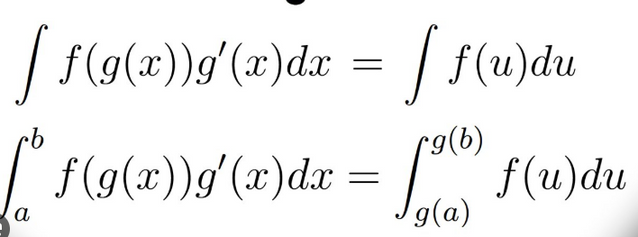 ∫ f(g(x))g′(x)dx = ∫ f(u)du
∫_a^b f(g(x))g′(x)dx = ∫_{g(a)}^{g(b)} f(u)du